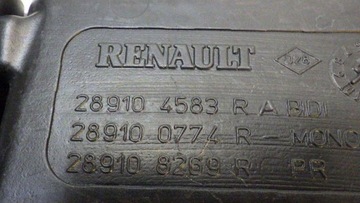 RENAULT
28910 4583 R A BIDI
28910 0774 R - MONO
28910 8269 R PR